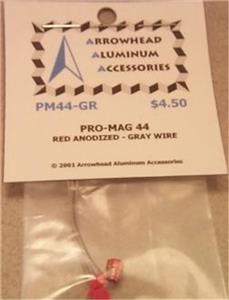 ARROWHEAD
ALUMINUM
ACCESSORIES
PM44-GR $4.50
PRO-MAG 44
RED ANODIZED - GRAY WIRE
© 2001 Arrowhead Aluminum Accessories